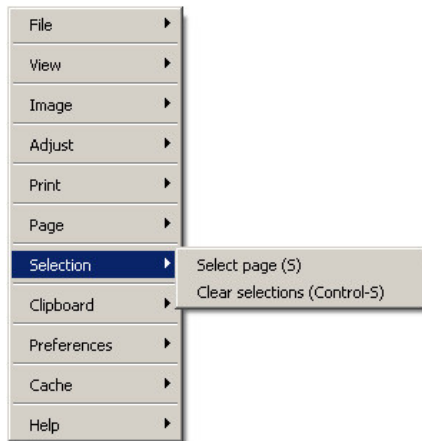 File
View
Image
Adjust
Print
Page
Selection
Select page (S)
Clear selections (Control-S)
Clipboard
Preferences
Cache
Help